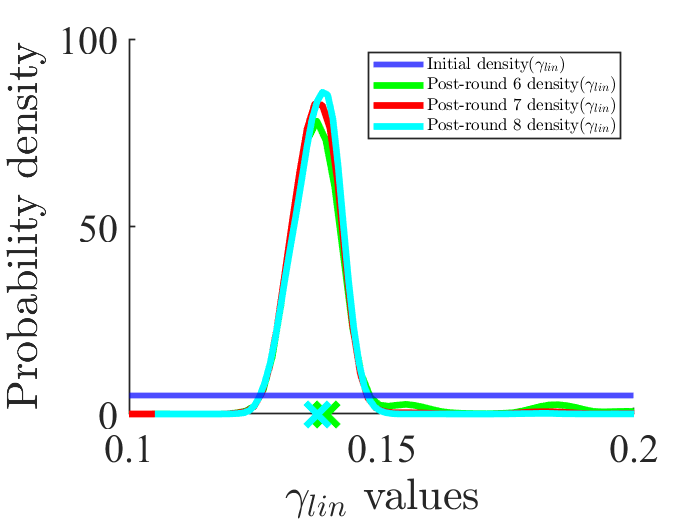 100
50
0
Probability density
Initial density(γlin)
Post-round 6 density(γlin)
Post-round 7 density(γlin)
Post-round 8 density(γlin)
0.1 0.15 0.2
γlin values